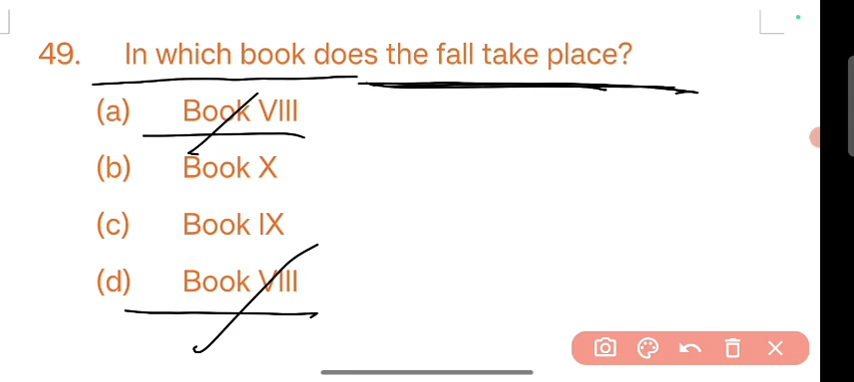 49. In which book does the fall take place?
(a) Book VIII
(b) Book X
(c) Book IX
(d) Book VIII